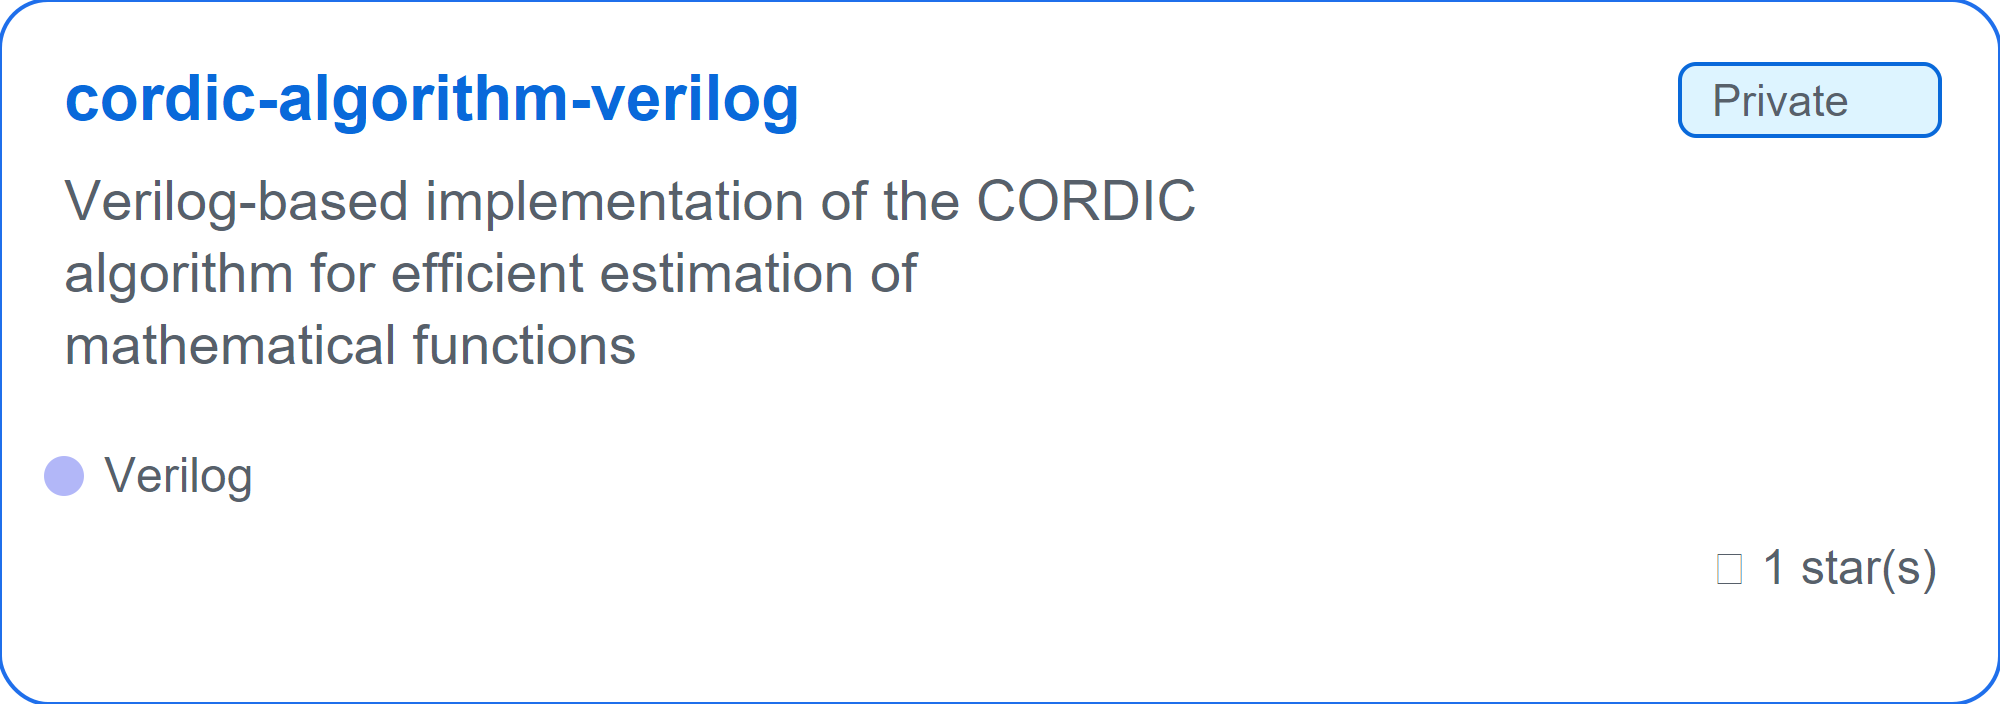 cordic-algorithm-verilog
Private
Verilog-based implementation of the CORDIC
algorithm for efficient estimation of
mathematical functions
Verilog
1 star(s)